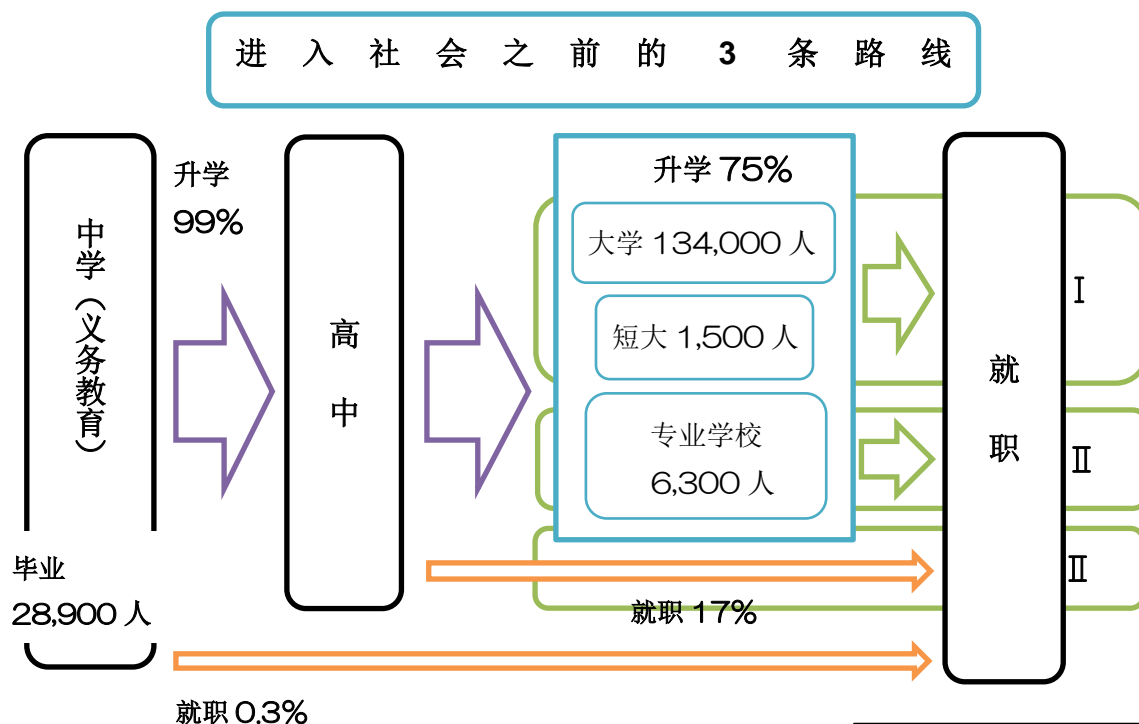 进入社会之前的 3 条路线
升学
99%
中学（义务教育）
毕业
28,900 人
高中
升学 75%
大学 134,000 人
短大 1,500 人
专业学校
6,300 人
就职
Ⅰ
Ⅱ
Ⅱ
就职 17%
就职 0.3%